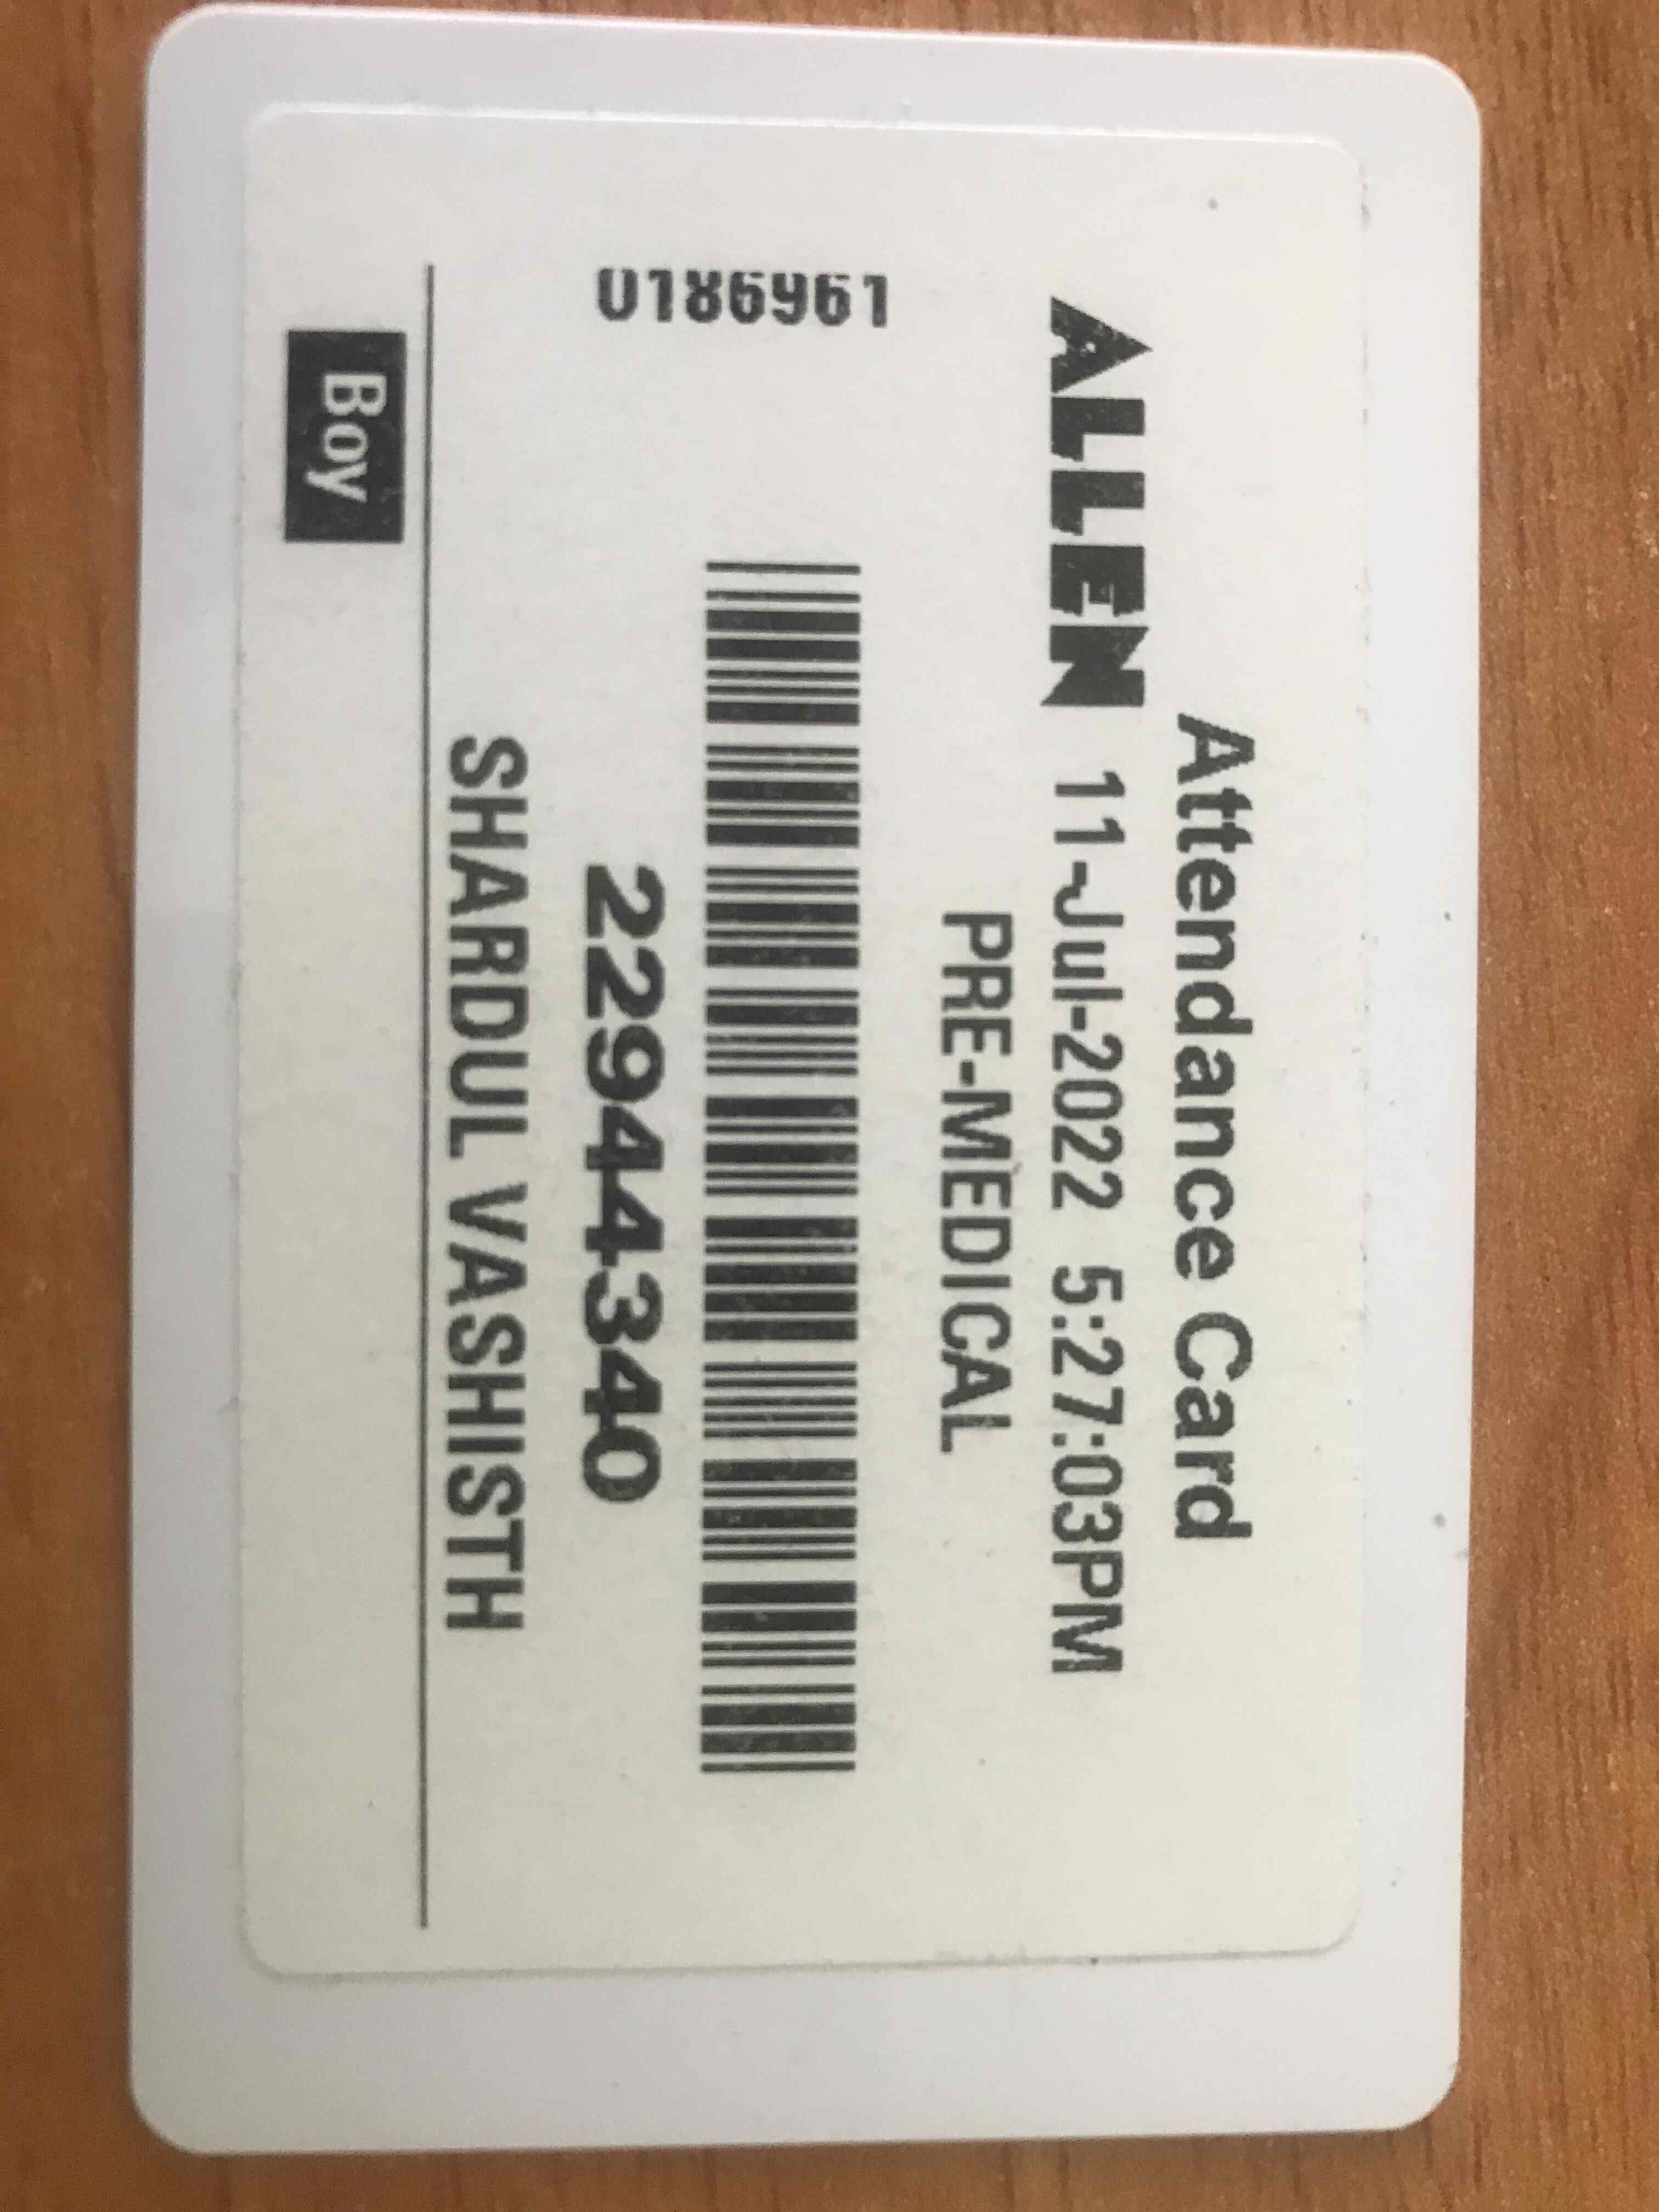 Attendance Card
ALLEN 11-Jul-2022 5:27:03PM
PRE-MEDICAL
0186961
22944340
SHARDUL VASHISTH
Boy